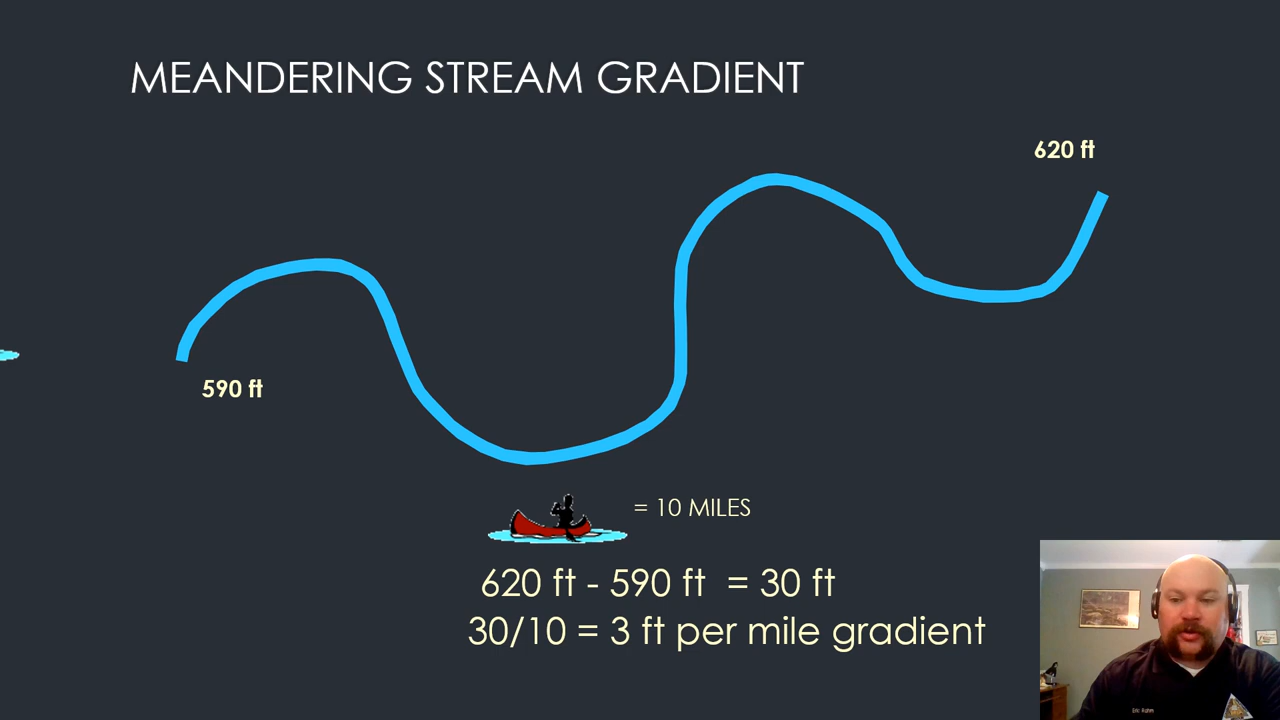 MEANDERING STREAM GRADIENT
620 ft
590 ft
= 10 MILES
620 ft - 590 ft = 30 ft
30/10 = 3 ft per mile gradient